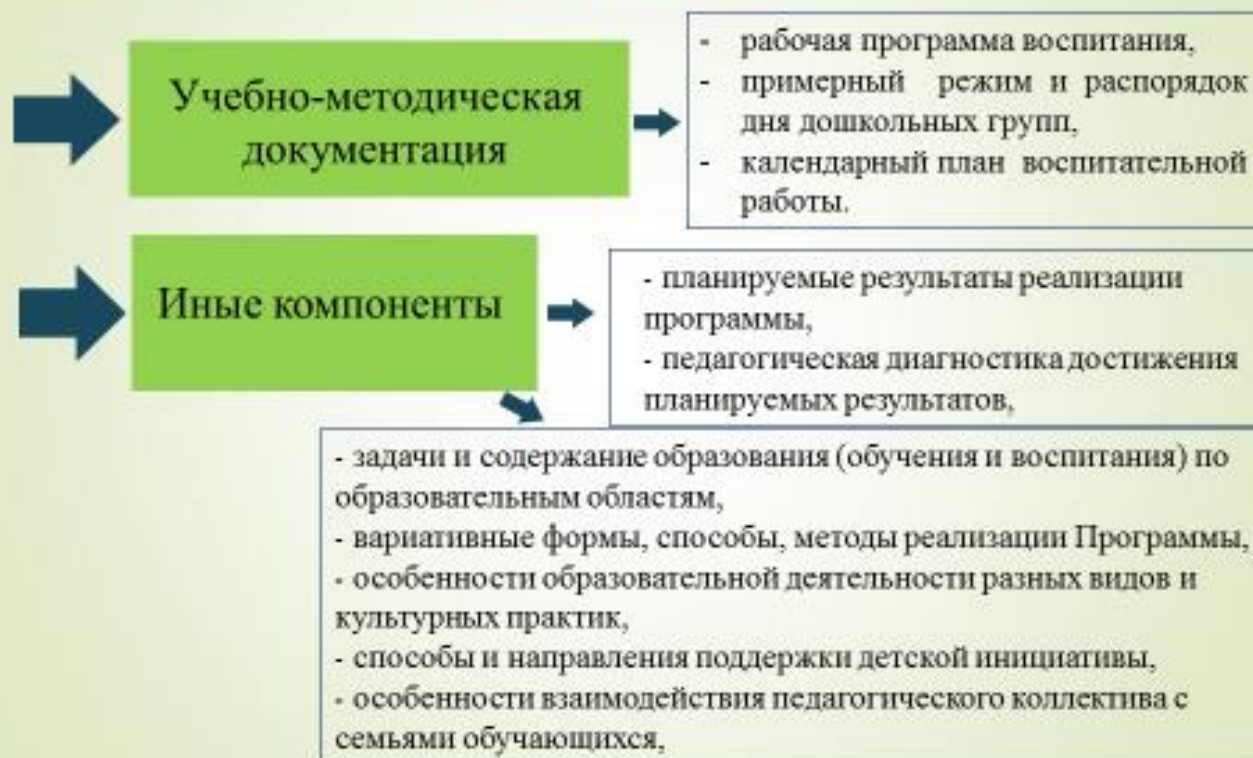 Учебно-методическая
документация
- рабочая программа воспитания,
- примерный режим и распорядок
дня дошкольных групп,
- календарный план воспитательной
работы.
Иные компоненты
- планируемые результаты реализации
программы,
- педагогическая диагностика достижения
планируемых результатов,
- задачи и содержание образования (обучения и воспитания) по
образовательным областям,
- вариативные формы, способы, методы реализации Программы,
- особенности образовательной деятельности разных видов и
культурных практик,
- способы и направления поддержки детской инициативы,
- особенности взаимодействия педагогического коллектива с
семьями обучающихся,